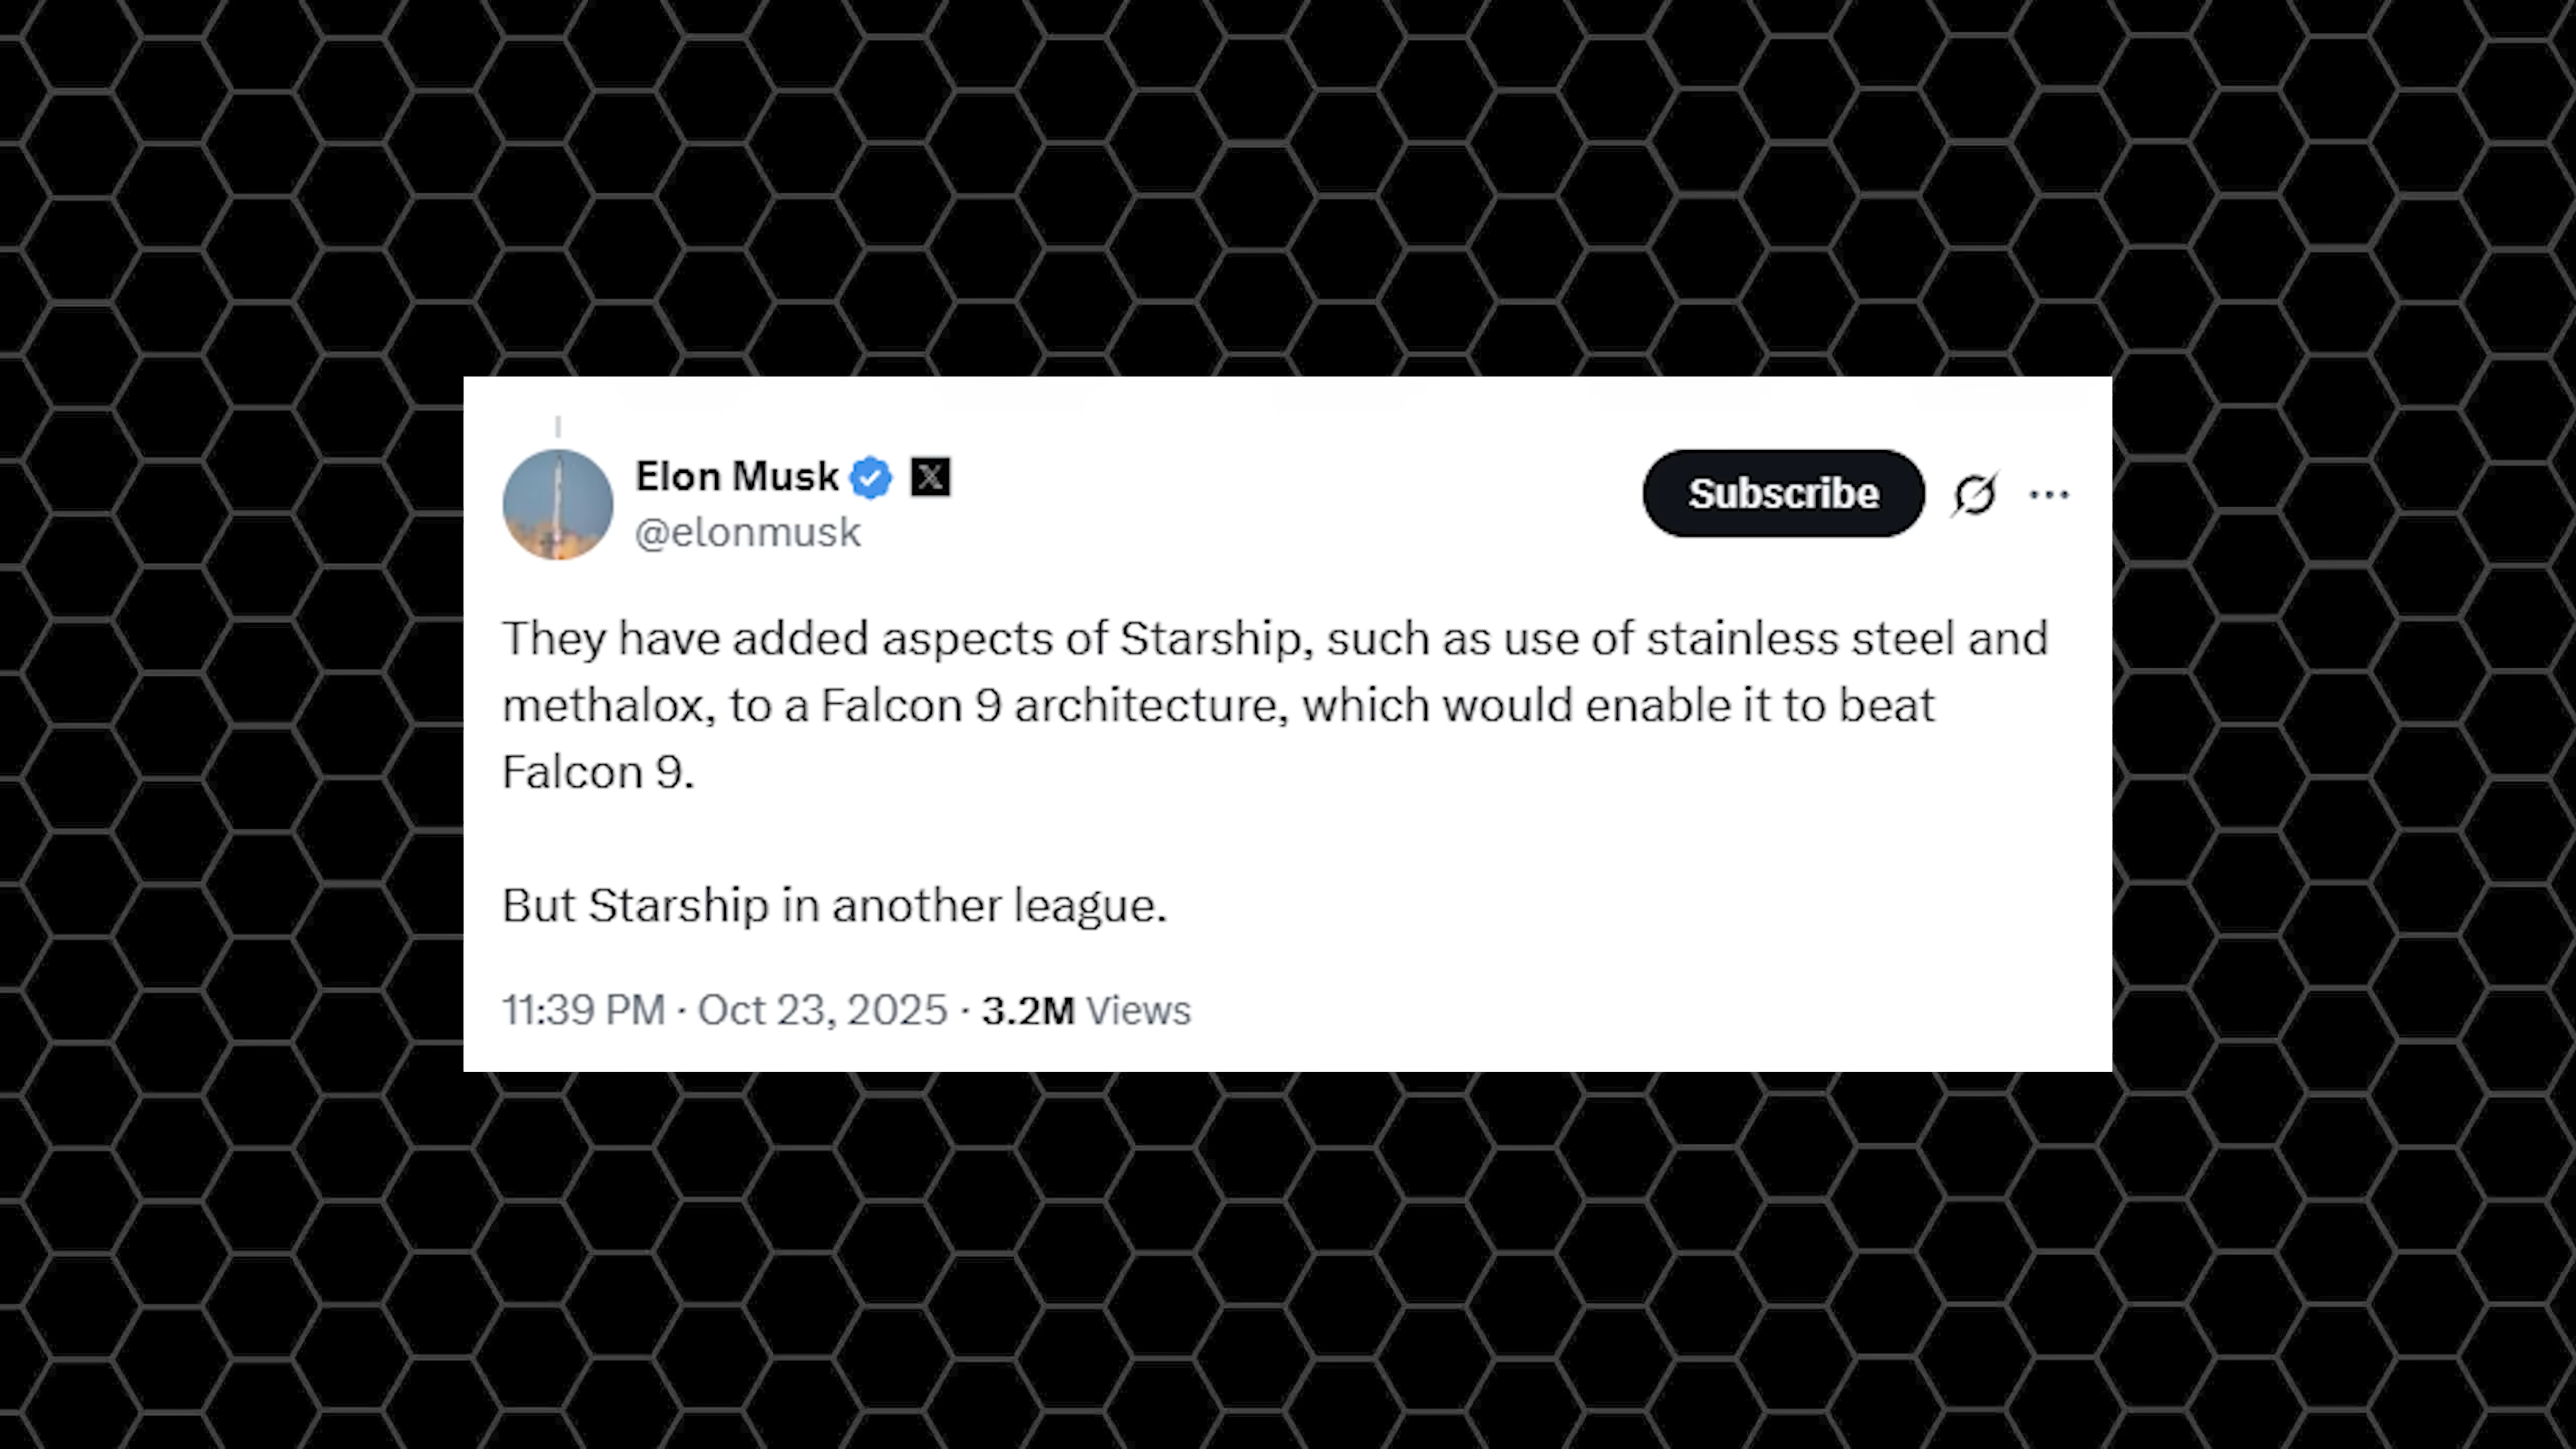 Elon Musk
@elonmusk
Subscribe
They have added aspects of Starship, such as use of stainless steel and
methalox, to a Falcon 9 architecture, which would enable it to beat
Falcon 9.
But Starship in another league.
11:39 PM · Oct 23, 2025 · 3.2M Views